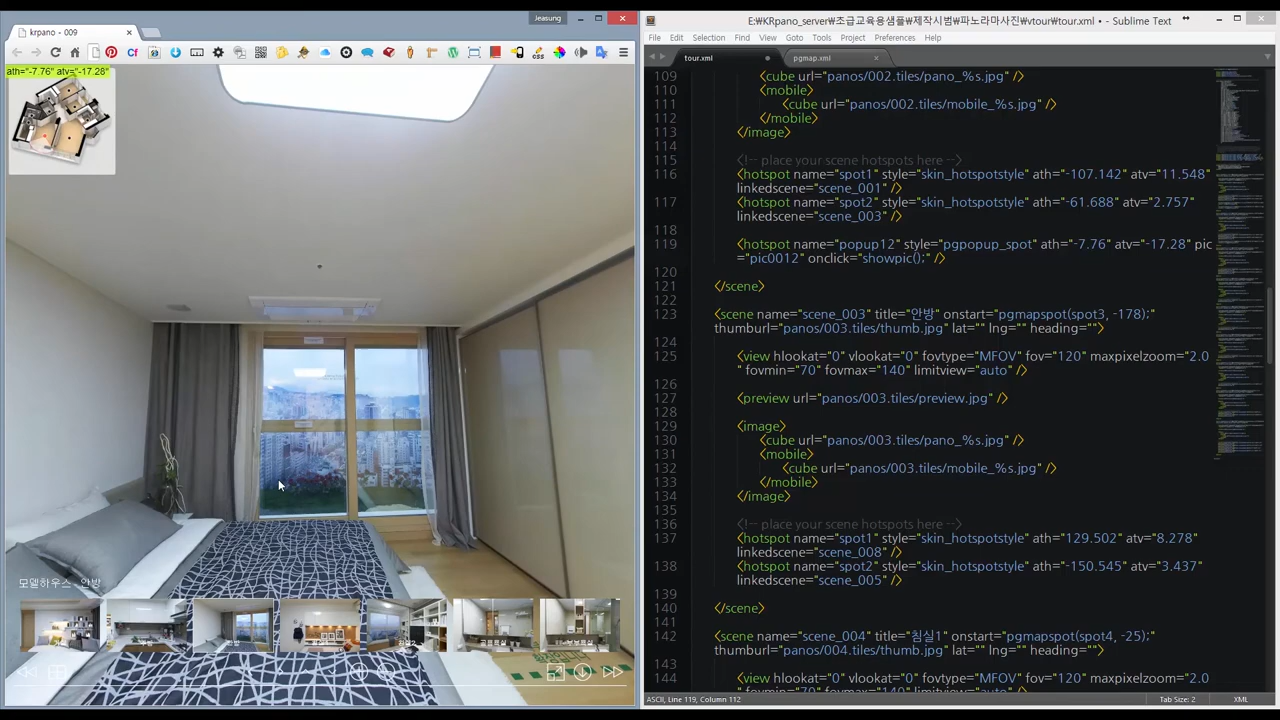 Jeasung
krpano - 009
ath="-7.76" atv="-17.28"
모델하우스 - 안방
E:₩KRpano_server₩초급교육용샘플₩제작시범₩파노라마사진₩vtour₩tour.xml • - Sublime Text
File Edit Selection Find View Goto Tools Project Preferences Help
tour.xml pgmap.xml
109 <cube url="panos/002.tiles/pano_%s.jpg" />
110 <mobile>
111 <cube url="panos/002.tiles/mobile_%s.jpg" />
112 </mobile>
113 </image>
114
115 <!-- place your scene hotspots here -->
116 <hotspot name="spot1" style="skin_hotspotstyle" ath="-107.142" atv="11.548"
linkedscene="scene_001" />
117 <hotspot name="spot2" style="skin_hotspotstyle" ath="-61.688" atv="2.757"
linkedscene="scene_003" />
118
119 <hotspot name="popup12" style="pgpopup_spot" ath="-7.76" atv="-17.28" pic
="pic0012" onclick="showpic();" />
120
121 </scene>
122
123 <scene name="scene_003" title="안방" onstart="pgmapspot(spot3, -178);"
thumburl="panos/003.tiles/thumb.jpg" lat="" lng="" heading="">
124
125 <view hlookat="0" vlookat="0" fovtype="MFOV" fov="120" maxpixelzoom="2.0
" fovmin="70" fovmax="140" limitview="auto" />
126
127 <preview url="panos/003.tiles/preview.jpg" />
128
129 <image>
130 <cube url="panos/003.tiles/pano_%s.jpg" />
131 <mobile>
132 <cube url="panos/003.tiles/mobile_%s.jpg" />
133 </mobile>
134 </image>
135
136 <!-- place your scene hotspots here -->
137 <hotspot name="spot1" style="skin_hotspotstyle" ath="129.502" atv="8.278"
linkedscene="scene_008" />
138 <hotspot name="spot2" style="skin_hotspotstyle" ath="-150.545" atv="3.437"
linkedscene="scene_005" />
139
140 </scene>
141
142 <scene name="scene_004" title="침실1" onstart="pgmapspot(spot4, -25);"
thumburl="panos/004.tiles/thumb.jpg" lat="" lng="" heading="">
143
144 <view hlookat="0" vlookat="0" fovtype="MFOV" fov="120" maxpixelzoom="2.0
ASCII, Line 119, Column 112 Tab Size: 2 XML